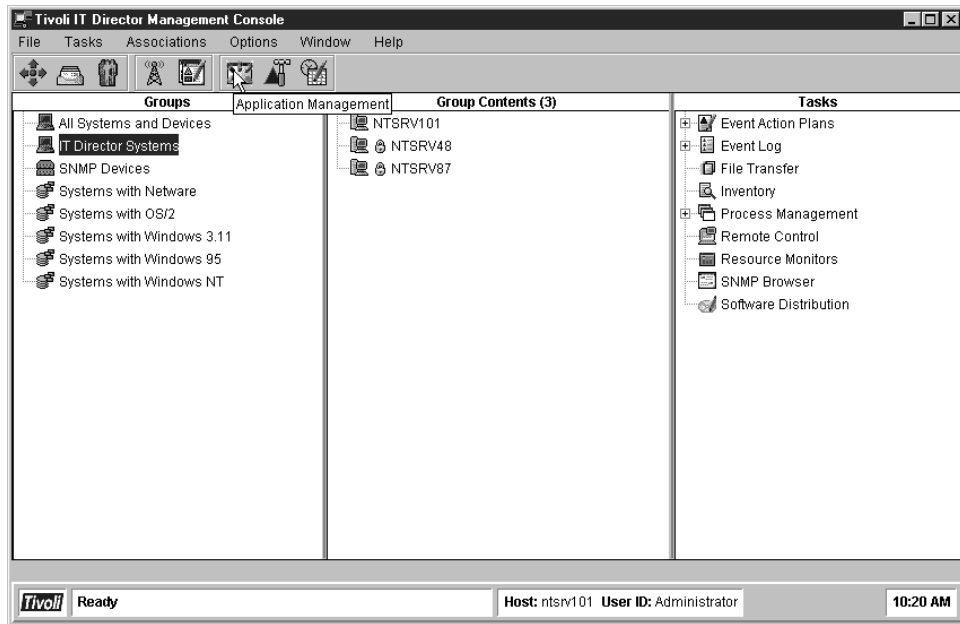 Tivoli IT Director Management Console
File Tasks Associations Options Window Help
Application Management
Groups
All Systems and Devices
IT Director Systems
SNMP Devices
Systems with Netware
Systems with OS/2
Systems with Windows 3.11
Systems with Windows 95
Systems with Windows NT
Group Contents (3)
NTSRV101
NTSRV48
NTSRV87
Tasks
Event Action Plans
Event Log
File Transfer
Inventory
Process Management
Remote Control
Resource Monitors
SNMP Browser
Software Distribution
Tivoli Ready Host: ntsrv101 User ID: Administrator 10:20 AM